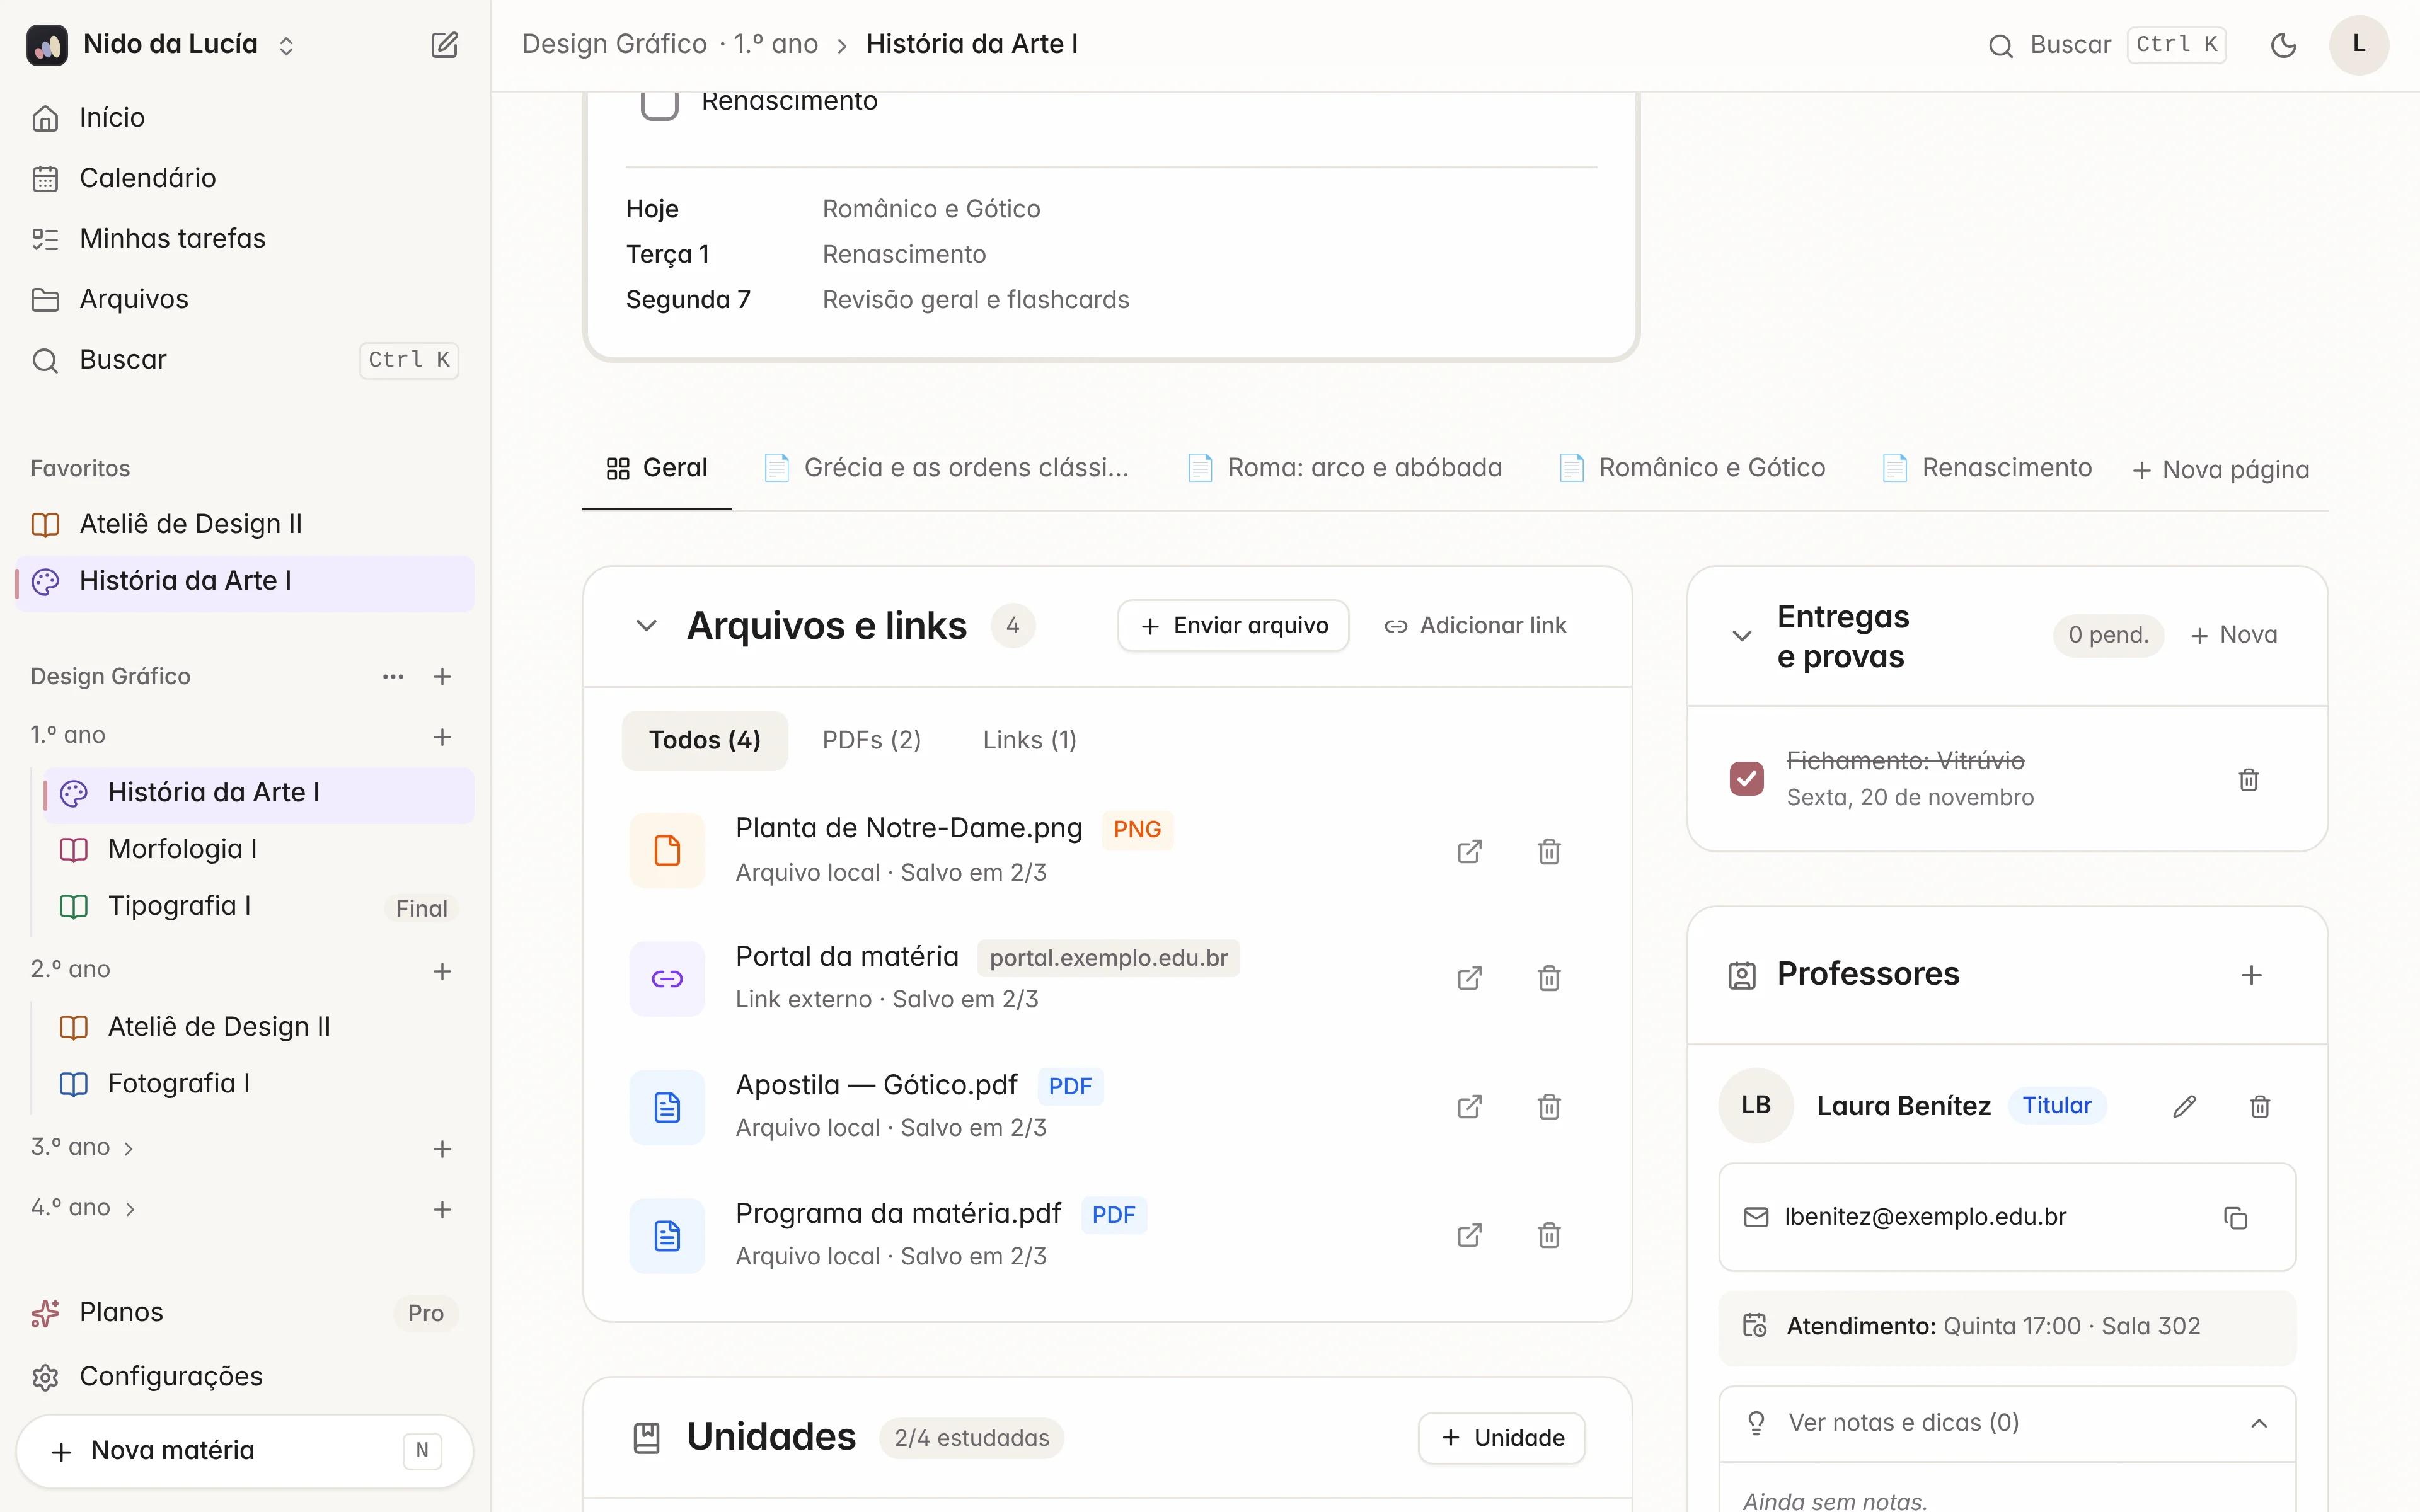 Nido da Lucía
Início
Calendário
Minhas tarefas
Arquivos
Buscar Ctrl K
Favoritos
Ateliê de Design II
História da Arte I
Design Gráfico
1.º ano
História da Arte I
Morfologia I
Tipografia I Final
2.º ano
Ateliê de Design II
Fotografia I
3.º ano
4.º ano
Planos Pro
Configurações
Nova matéria N
Design Gráfico · 1.º ano História da Arte I
Buscar Ctrl K L
Renascimento
Hoje Românico e Gótico
Terça 1 Renascimento
Segunda 7 Revisão geral e flashcards
Geral Grécia e as ordens clássi... Roma: arco e abóbada Românico e Gótico Renascimento Nova página
Arquivos e links 4 Enviar arquivo Adicionar link
Todos (4) PDFs (2) Links (1)
Planta de Notre-Dame.png PNG
Arquivo local · Salvo em 2/3
Portal da matéria portal.exemplo.edu.br
Link externo · Salvo em 2/3
Apostila — Gótico.pdf PDF
Arquivo local · Salvo em 2/3
Programa da matéria.pdf PDF
Arquivo local · Salvo em 2/3
Unidades 2/4 estudadas Unidade
Entregas
e provas
0 pend. Nova
Fichamento: Vitrúvio
Sexta, 20 de novembro
Professores
LB Laura Benítez Titular
lbenitez@exemplo.edu.br
Atendimento: Quinta 17:00 · Sala 302
Ver notas e dicas (0)
Ainda sem notas.